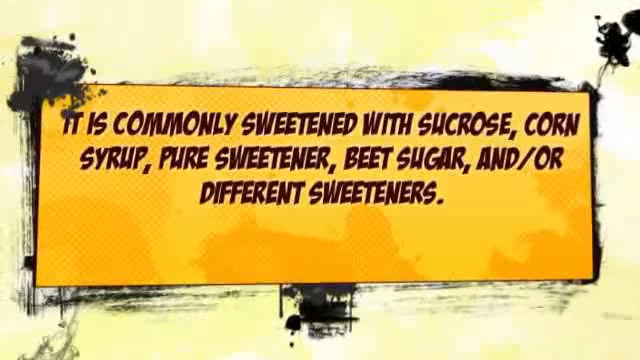 IT IS COMMONLY SWEETENED WITH SUCROSE, CORN
SYRUP, PURE SWEETENER, BEET SUGAR, AND/OR
DIFFERENT SWEETENERS.